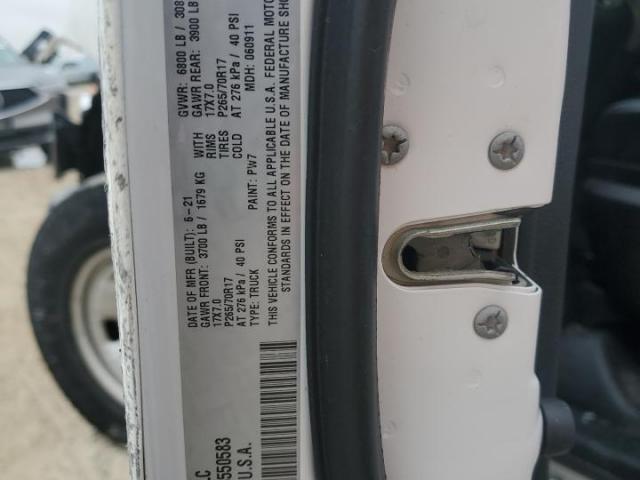 LC
550583
U.S.A.
DATE OF MFR (BUILT): 5-21 GVWR: 6800 LB / 308
GAWR FRONT: 3700 LB / 1679 KG WITH GAWR REAR: 3900 LB
17X7.0 RIMS 17X7.0
P265/70R17 TIRES P265/70R17
AT 276 kPa / 40 PSI COLD AT 276 kPa / 40 PSI
TYPE: TRUCK PAINT: PW7 MDH: 060911
THIS VEHICLE CONFORMS TO ALL APPLICABLE U.S.A. FEDERAL MOTO
STANDARDS IN EFFECT ON THE DATE OF MANUFACTURE SHO